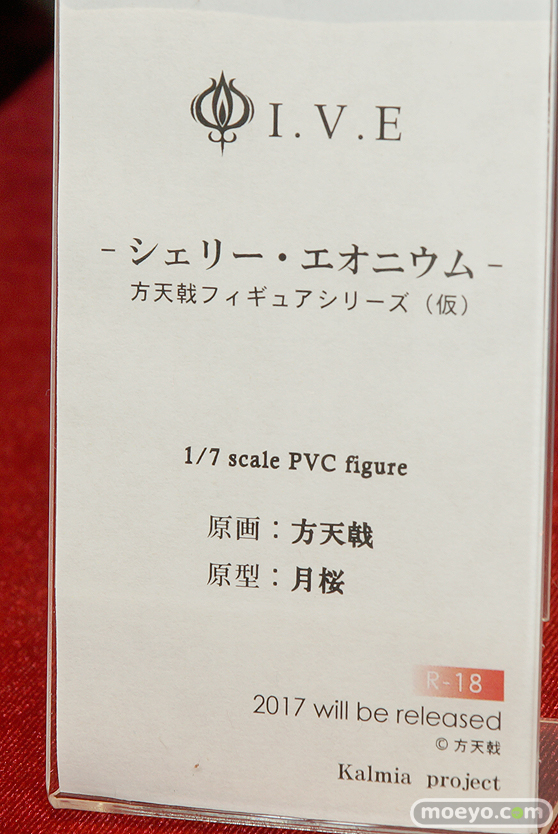 I.V.E
- シェリー・エオニウム -
方天戟フィギュアシリーズ（仮）
1/7 scale PVC figure
原画：方天戟
原型：月桜
R-18
2017 will be released
© 方天戟
Kalmia project
moeyo.com